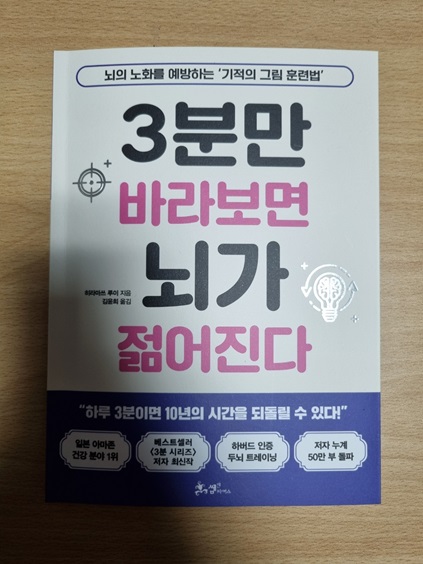 뇌의 노화를 예방하는 '기적의 그림 훈련법'
3분만
바라보면
뇌가
젊어진다
히라마쓰 루이 지음
김윤희 옮김
"하루 3분이면 10년의 시간을 되돌릴 수 있다!"
일본 아마존
건강 분야 1위
베스트셀러
〈3분 시리즈〉
저자 최신작
하버드 인증
두뇌 트레이닝
저자 누계
50만 부 돌파